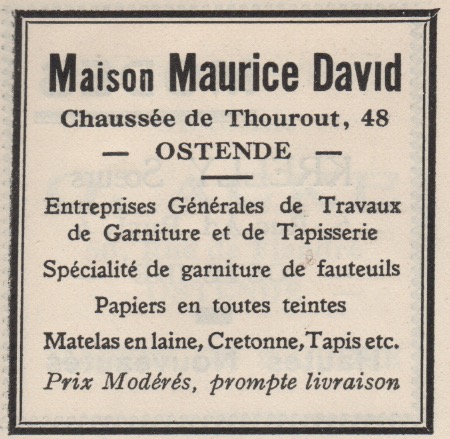 Maison Maurice David
Chaussée de Thourout, 48
— OSTENDE —
Entreprises Générales de Travaux
de Garniture et de Tapisserie
Spécialité de garniture de fauteuils
Papiers en toutes teintes
Matelas en laine, Cretonne, Tapis etc.
Prix Modérés, prompte livraison